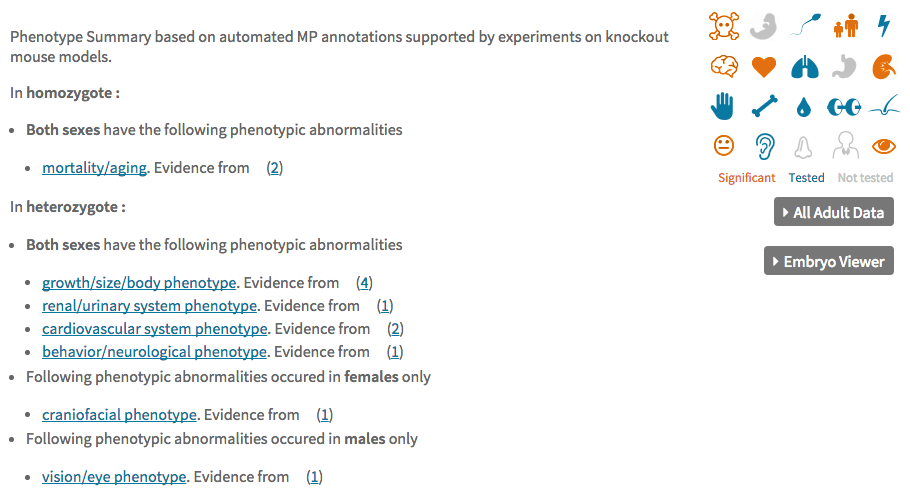 Phenotype Summary based on automated MP annotations supported by experiments on knockout
mouse models.
In homozygote :
Both sexes have the following phenotypic abnormalities
mortality/aging. Evidence from (2)
In heterozygote :
Both sexes have the following phenotypic abnormalities
growth/size/body phenotype. Evidence from (4)
renal/urinary system phenotype. Evidence from (1)
cardiovascular system phenotype. Evidence from (2)
behavior/neurological phenotype. Evidence from (1)
Following phenotypic abnormalities occured in females only
craniofacial phenotype. Evidence from (1)
Following phenotypic abnormalities occured in males only
vision/eye phenotype. Evidence from (1)
Significant Tested Not tested
All Adult Data
Embryo Viewer